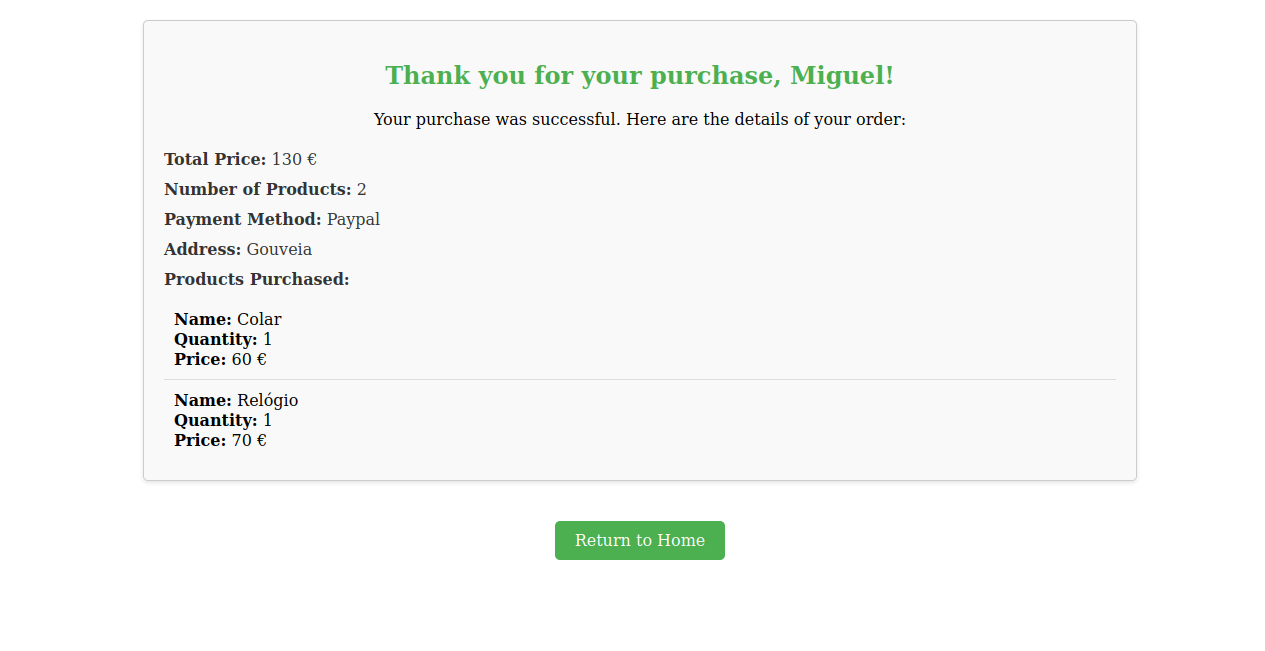 Thank you for your purchase, Miguel!
Your purchase was successful. Here are the details of your order:
Total Price: 130 €
Number of Products: 2
Payment Method: Paypal
Address: Gouveia
Products Purchased:
Name: Colar
Quantity: 1
Price: 60 €
Name: Relógio
Quantity: 1
Price: 70 €
Return to Home